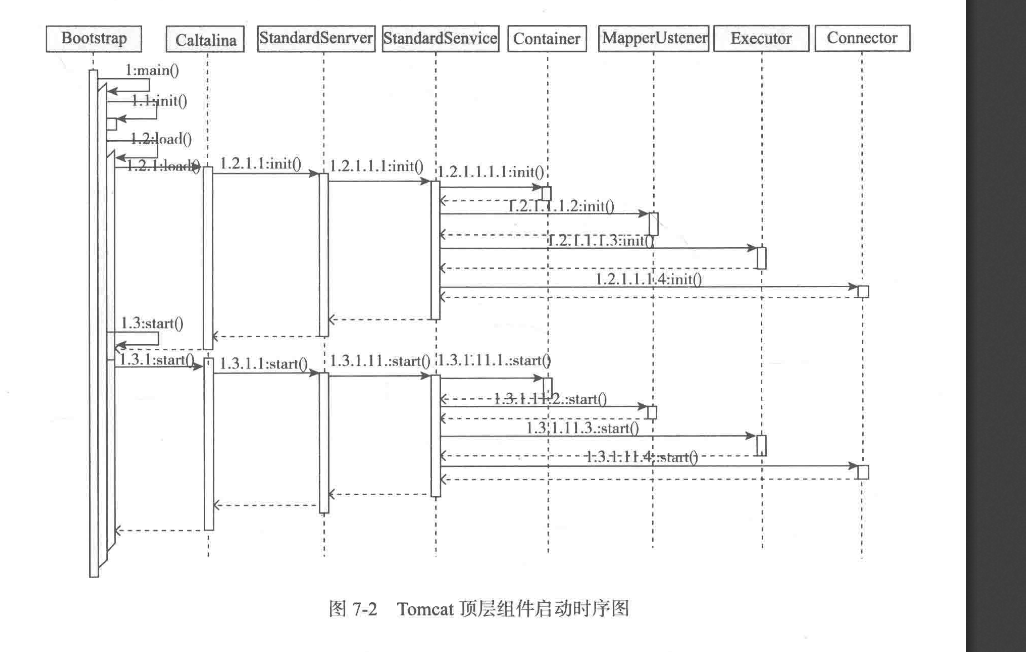 Bootstrap
Caltalina
StandardSenrver
StandardSenvice
Container
MapperUstener
Executor
Connector
1:main()
1.1:init()
1.2:load()
1.2.1:load()
1.2.1.1:init()
1.2.1.1.1:init()
1.2.1.1.1.1:init()
1.2.1.1.1.2:init()
1.2.1.1.1.3:init()
1.2.1.1.1.4:init()
1.3:start()
1.3.1:start()
1.3.1.1:start()
1.3.1.11.:start()
1.3.1.11.1.:start()
1.3.1.11.2.:start()
1.3.1.11.3.:start()
1.3.1.11.4.:start()
图 7-2 Tomcat 顶层组件启动时序图